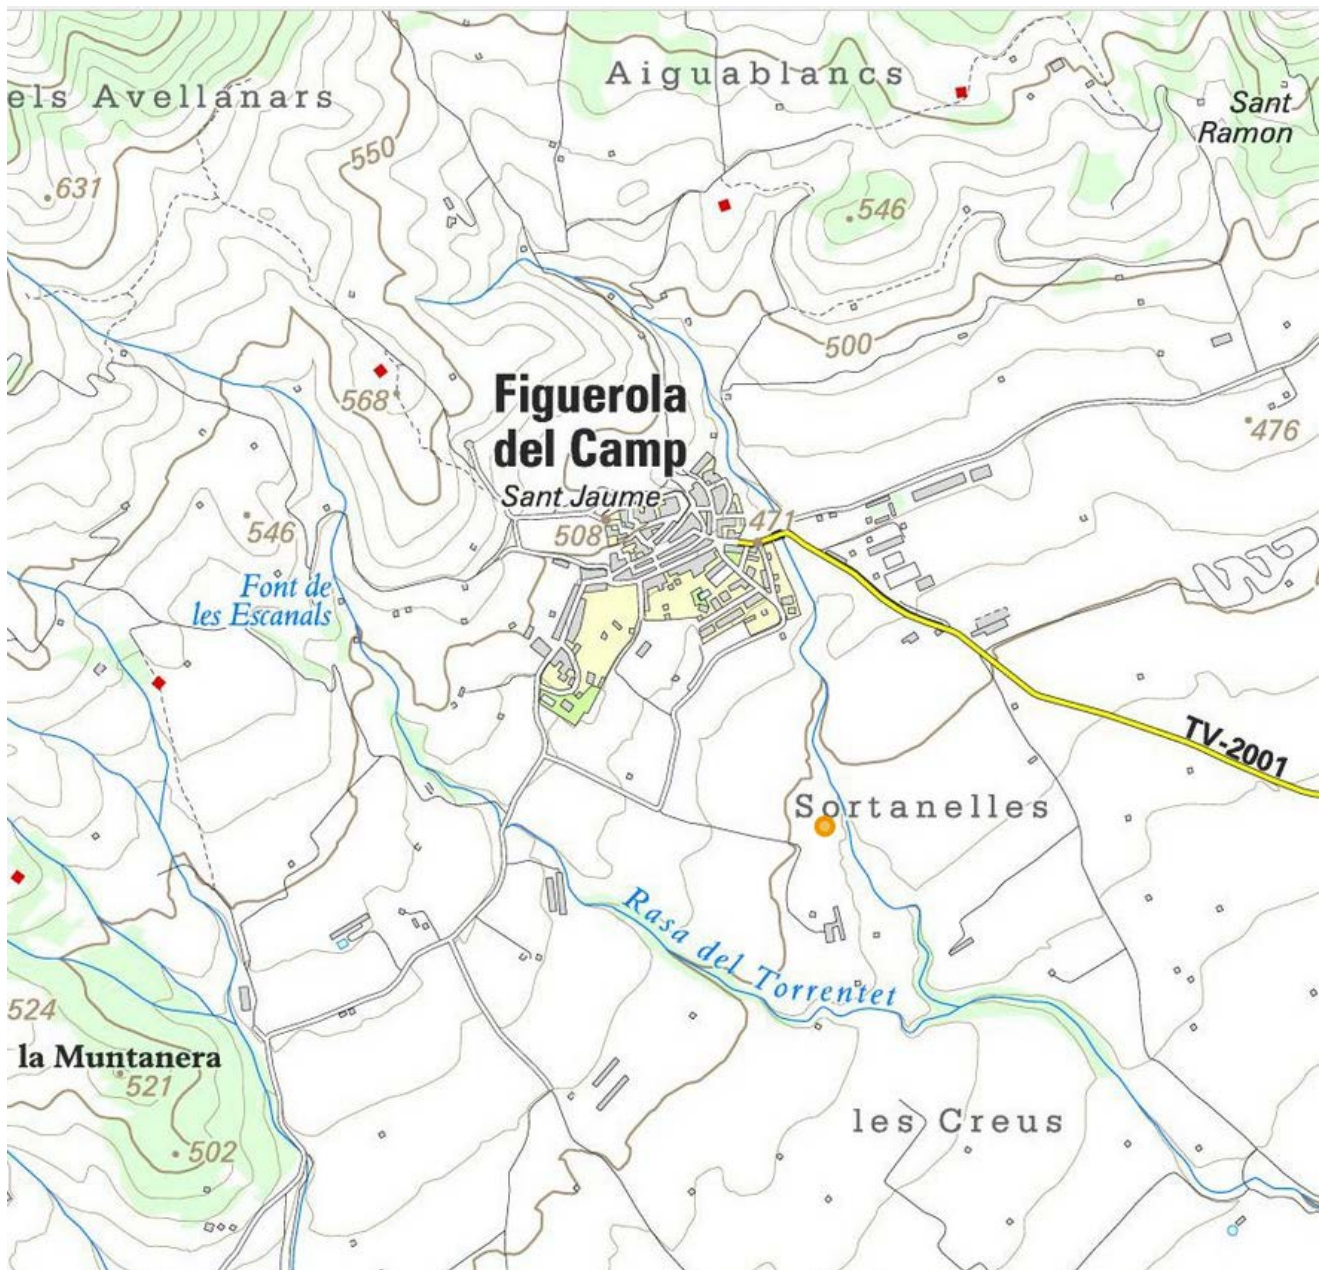 Aiguablancs
els Avellanars
Sant
Ramon
550
631
546
500
568
Figuerola
del Camp
476
Sant Jaume
508
471
546
Font de
les Escanals
TV-2001
Sortanelles
Rasa del Torrentet
524
la Muntanera
521
les Creus
502